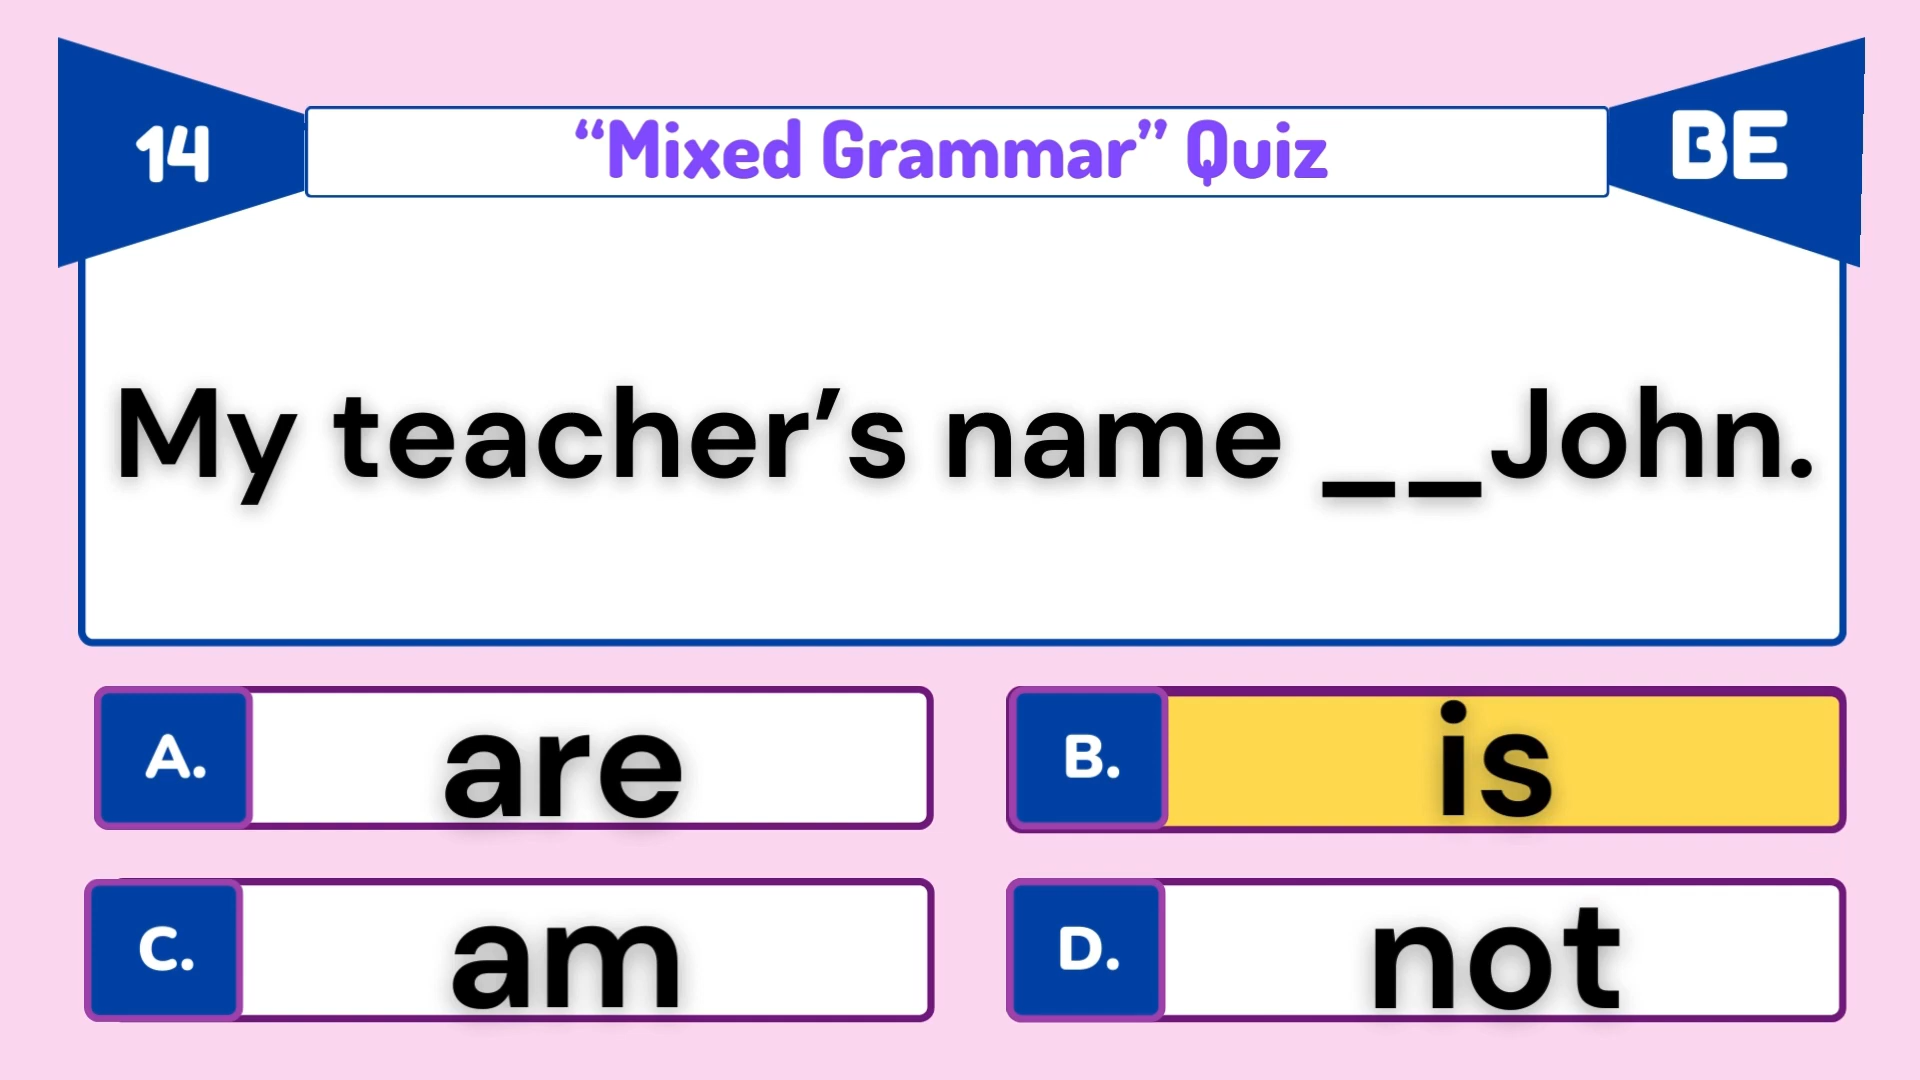 14
“Mixed Grammar” Quiz
BE
My teacher’s name __John.
A. are
B. is
C. am
D. not